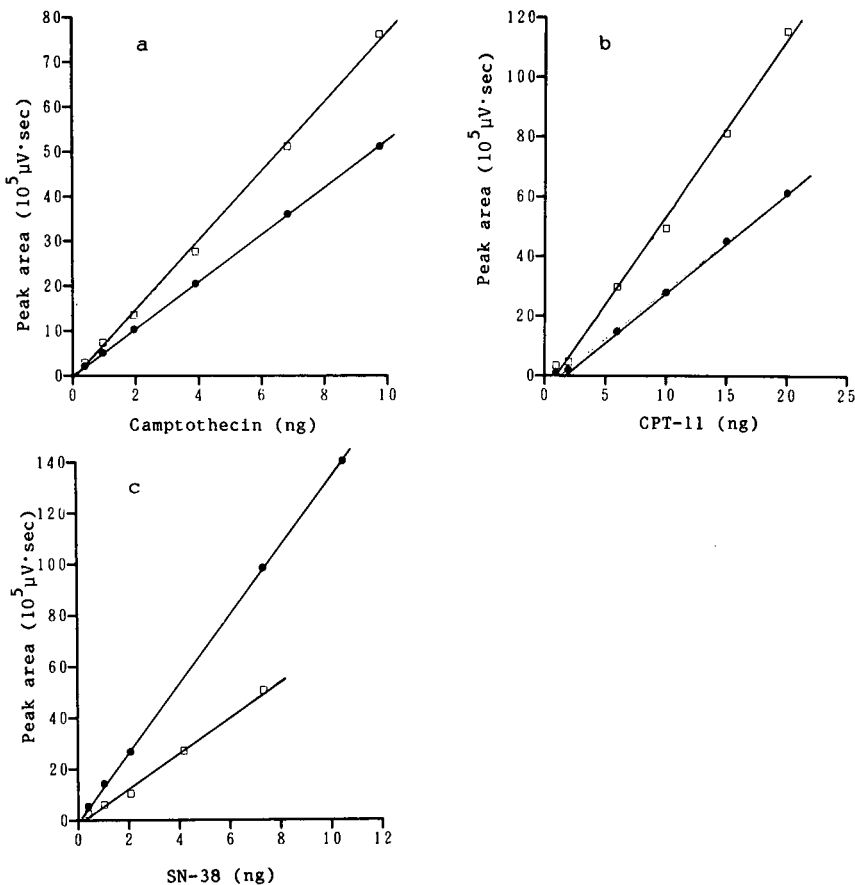 a
80
70
60
50
40
30
20
10
0
Peak area (10⁵μV·sec)
0 2 4 6 8 10
Camptothecin (ng)
b
120
100
80
60
40
20
0
Peak area (10⁵μV·sec)
0 5 10 15 20 25
CPT-11 (ng)
c
140
120
100
80
60
40
20
0
Peak area (10⁵μV·sec)
0 2 4 6 8 10 12
SN-38 (ng)